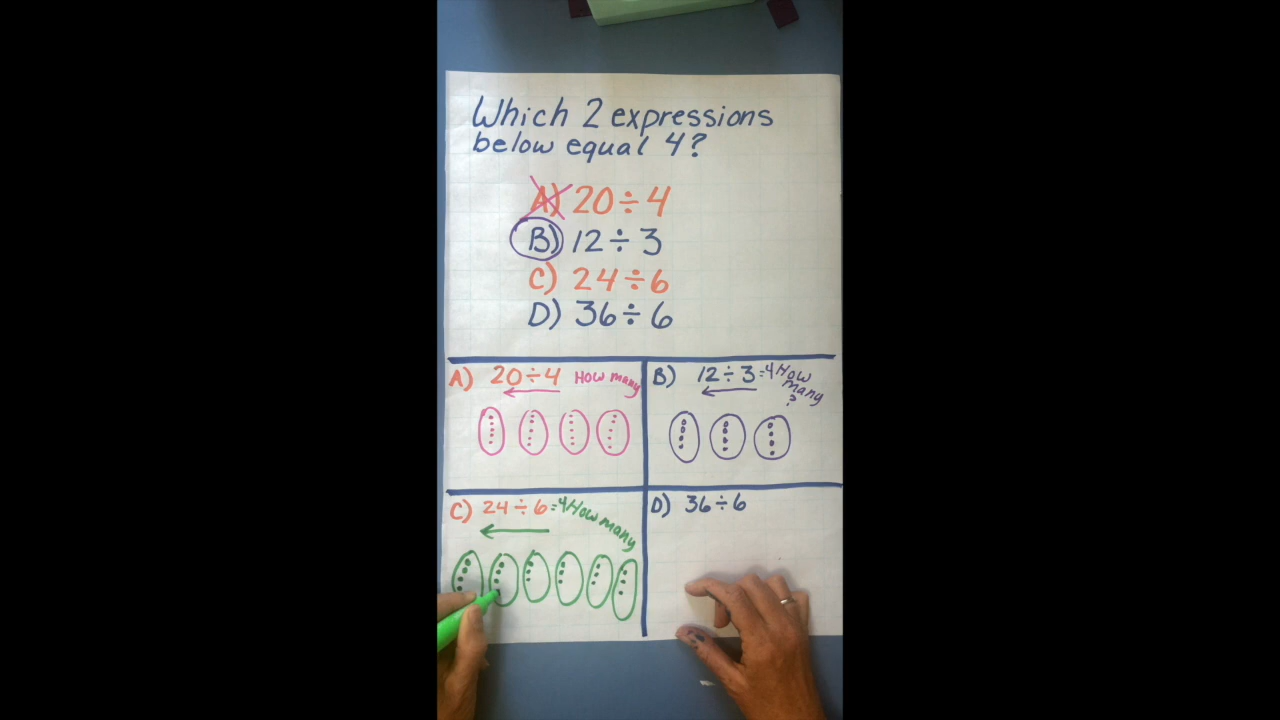 Which 2 expressions
below equal 4?
A) 20÷4
B) 12÷3
C) 24÷6
D) 36÷6
A) 20÷4 How many
B) 12÷3=4 How
many
?
C) 24÷6=4 How many
D) 36÷6